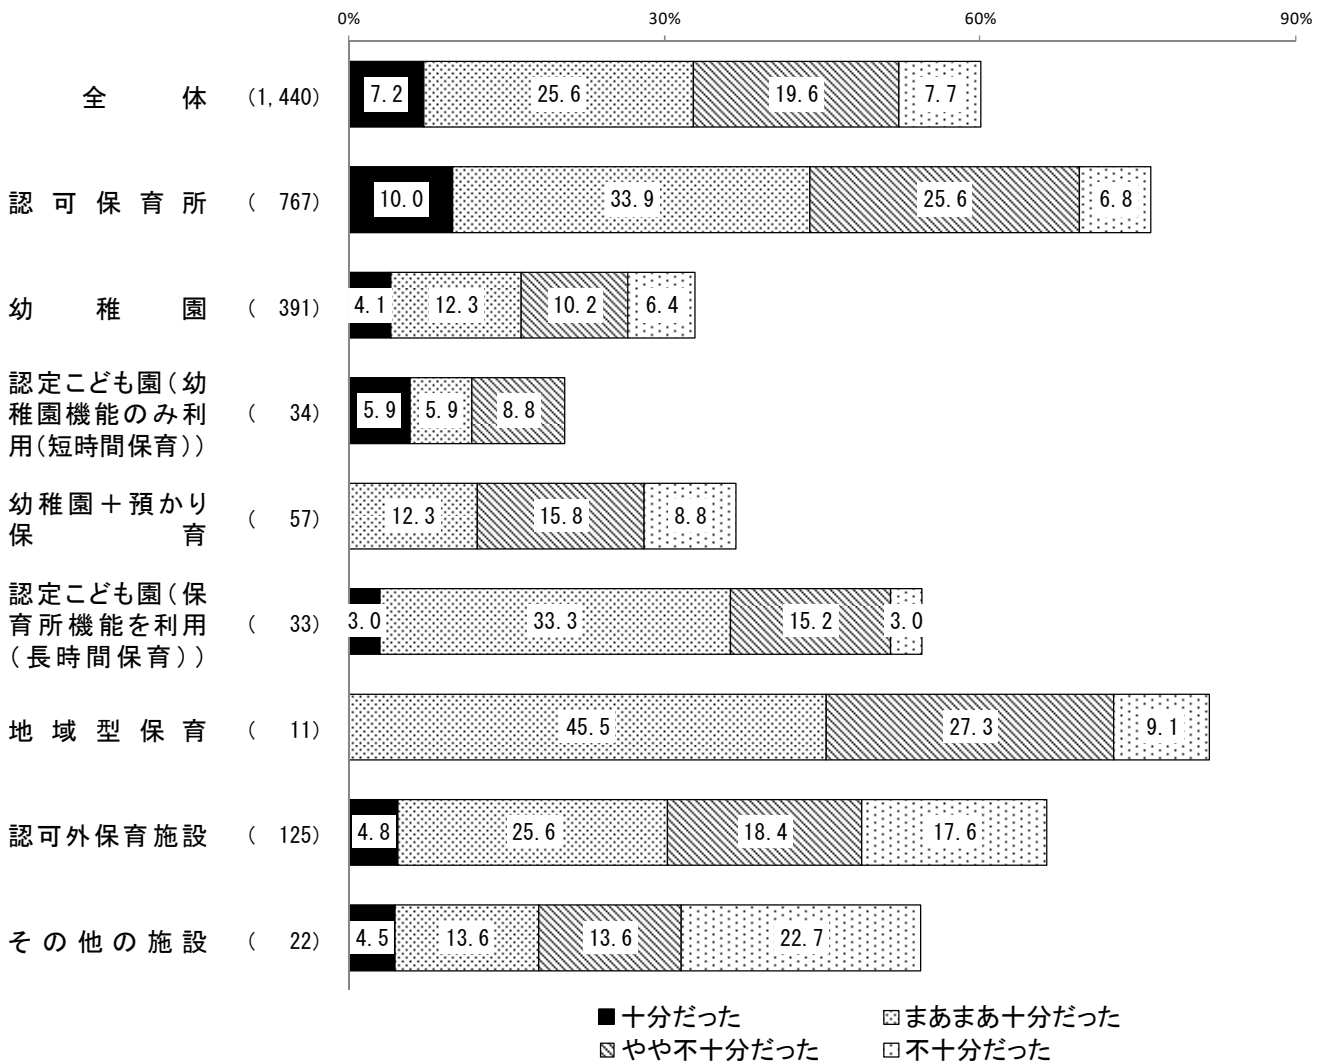 0% 30% 60% 90%
全 体 (1,440) 7.2 25.6 19.6 7.7
認可保育所 ( 767) 10.0 33.9 25.6 6.8
幼稚園 ( 391) 4.1 12.3 10.2 6.4
認定こども園(幼
稚園機能のみ利 ( 34) 5.9 5.9 8.8
用(短時間保育))
幼稚園+預かり
保 育 ( 57) 12.3 15.8 8.8
認定こども園(保
育所機能を利用 ( 33) 3.0 33.3 15.2 3.0
(長時間保育))
地域型保育 ( 11) 45.5 27.3 9.1
認可外保育施設 ( 125) 4.8 25.6 18.4 17.6
その他の施設 ( 22) 4.5 13.6 13.6 22.7
十分だった まあまあ十分だった
やや不十分だった 不十分だった